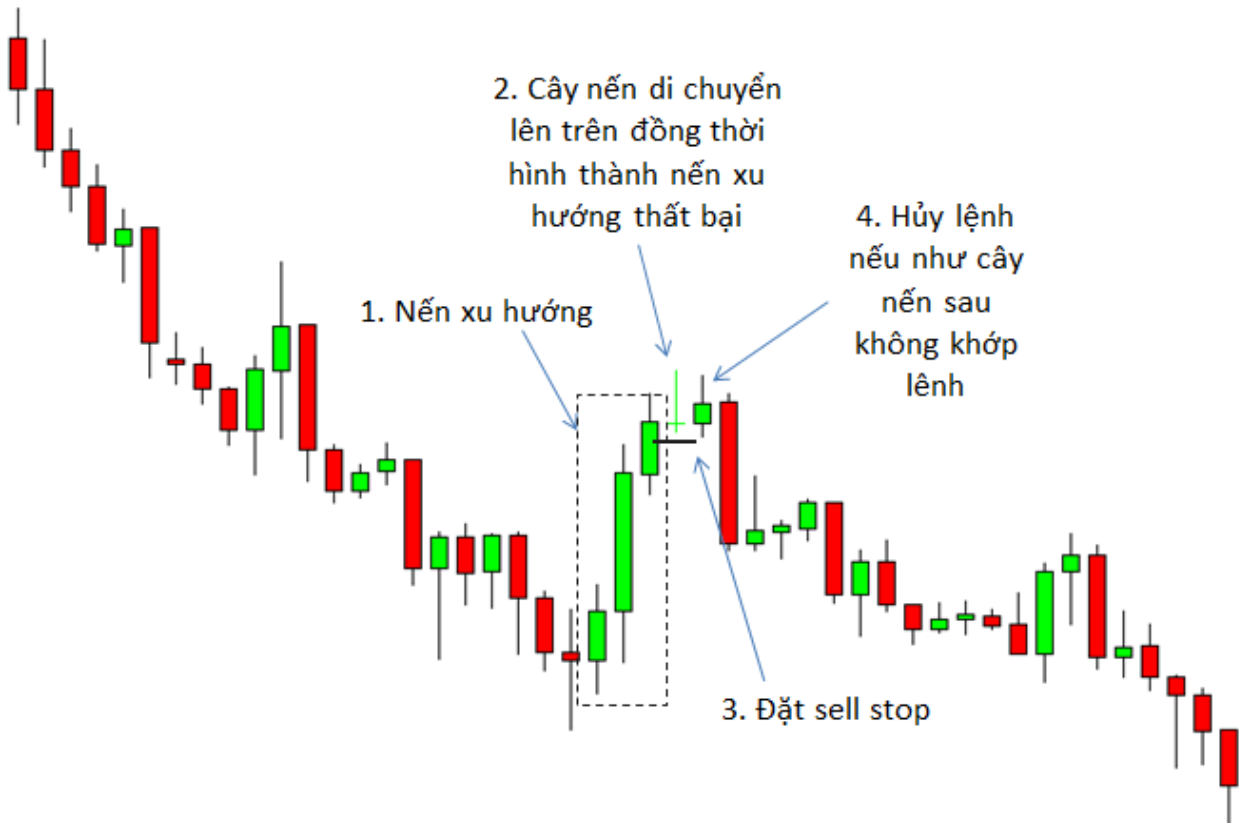 2. Cây nến di chuyển
lên trên đồng thời
hình thành nến xu
hướng thất bại
4. Hủy lệnh
nếu như cây
nến sau
không khớp
lênh
1. Nến xu hướng
3. Đặt sell stop